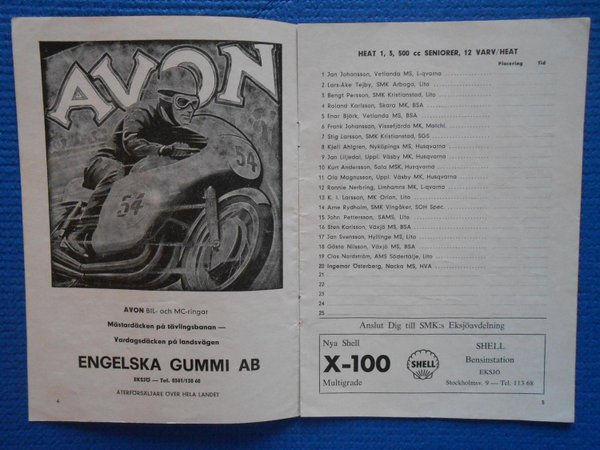 AVON
54
54
AVON BIL- och MC-ringar
Mästardäcken på tävlingsbanan —
Vardagsdäcken på landsvägen
ENGELSKA GUMMI AB
EKSJÖ — Tel. 0381/138 68
ÅTERFÖRSÄLJARE ÖVER HELA LANDET
4
HEAT 1, 5, 500 cc SENIORER, 12 VARV/HEAT
Placering Tid
1 Jan Johansson, Vetlanda MS, L-qvarna
2 Lars-Åke Tejby, SMK Arboga, Lito
3 Bengt Persson, SMK Kristianstad, Lito
4 Roland Karlsson, Skara MK, BSA
5 Einar Björk, Vetlanda MS, BSA
6 Frank Johansson, Vissefjärda MK, Matchl.
7 Stig Larsson, SMK Kristianstad, SGS
8 Kjell Ahlgren, Nyköpings MS, Husqvarna
9 Jan Liljedal, Uppl. Väsby MK, Husqvarna
10 Kurt Andersson, Sala MSK, Husqvarna
11 Ola Magnusson, Uppl. Väsby MK, Husqvarna
12 Ronnie Nerbring, Limhamns MK, L-qvarna
13 K. I. Larsson, MK Orion, Lito
14 Arne Rydholm, SMK Vingåker, SOH Spec.
15 John Pettersson, SAMS, Lito
16 Sten Karlsson, Växjö MS, BSA
17 Jan Svensson, Hyltinge MS, Lito
18 Gösta Nilsson, Växjö MS, BSA
19 Clas Nordström, AMS Södertälje, Lito
20 Ingemar Österberg, Nacka MS, HVA
21
22
23
24
25
Anslut Dig till SMK:s Eksjöavdelning
Nya Shell
X-100
Multigrade
SHELL
SHELL
Bensinstation
EKSJÖ
Stockholmsv. 9 — Tel. 113 68
5